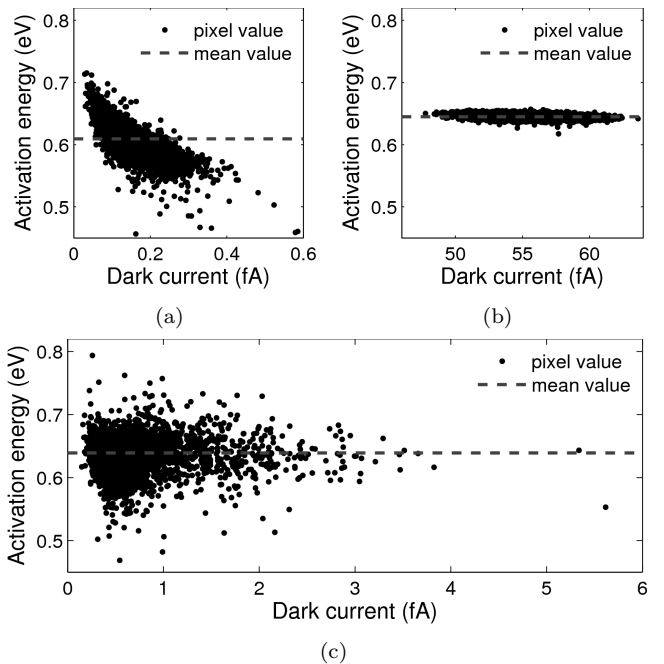 0.8
0.7
0.6
0.5
Activation energy (eV)
pixel value
mean value
0
0.2
0.4
0.6
Dark current (fA)
(a)
0.8
0.7
0.6
0.5
Activation energy (eV)
pixel value
mean value
50
55
60
Dark current (fA)
(b)
0.8
0.7
0.6
0.5
Activation energy (eV)
pixel value
mean value
0
1
2
3
4
5
6
Dark current (fA)
(c)